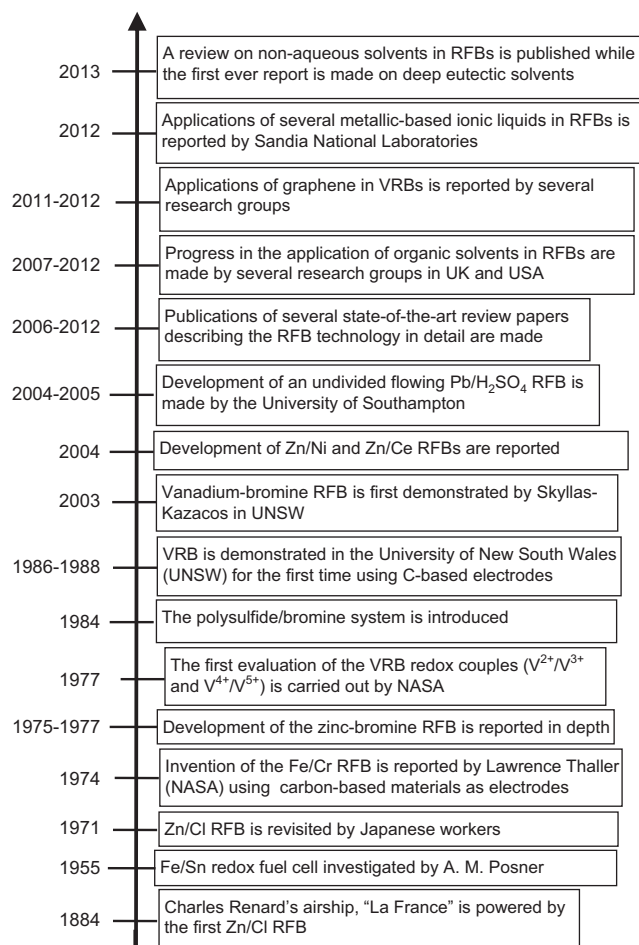 2013
A review on non-aqueous solvents in RFBs is published while
the first ever report is made on deep eutectic solvents
2012
Applications of several metallic-based ionic liquids in RFBs is
reported by Sandia National Laboratories
2011-2012
Applications of graphene in VRBs is reported by several
research groups
2007-2012
Progress in the application of organic solvents in RFBs are
made by several research groups in UK and USA
2006-2012
Publications of several state-of-the-art review papers
describing the RFB technology in detail are made
2004-2005
Development of an undivided flowing Pb/H₂SO₄ RFB is
made by the University of Southampton
2004
Development of Zn/Ni and Zn/Ce RFBs are reported
2003
Vanadium-bromine RFB is first demonstrated by Skyllas-
Kazacos in UNSW
1986-1988
VRB is demonstrated in the University of New South Wales
(UNSW) for the first time using C-based electrodes
1984
The polysulfide/bromine system is introduced
1977
The first evaluation of the VRB redox couples (V²⁺/V³⁺
and V⁴⁺/V⁵⁺) is carried out by NASA
1975-1977
Development of the zinc-bromine RFB is reported in depth
1974
Invention of the Fe/Cr RFB is reported by Lawrence Thaller
(NASA) using carbon-based materials as electrodes
1971
Zn/Cl RFB is revisited by Japanese workers
1955
Fe/Sn redox fuel cell investigated by A. M. Posner
1884
Charles Renard's airship, "La France" is powered by
the first Zn/Cl RFB